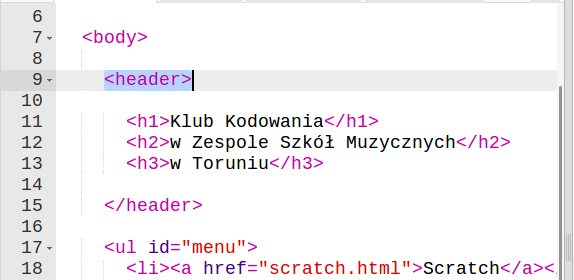 6
7 <body>
8
9 <header>
10
11 <h1>Klub Kodowania</h1>
12 <h2>w Zespole Szkół Muzycznych</h2>
13 <h3>w Toruniu</h3>
14
15 </header>
16
17 <ul id="menu">
18 <li><a href="scratch.html">Scratch</a><